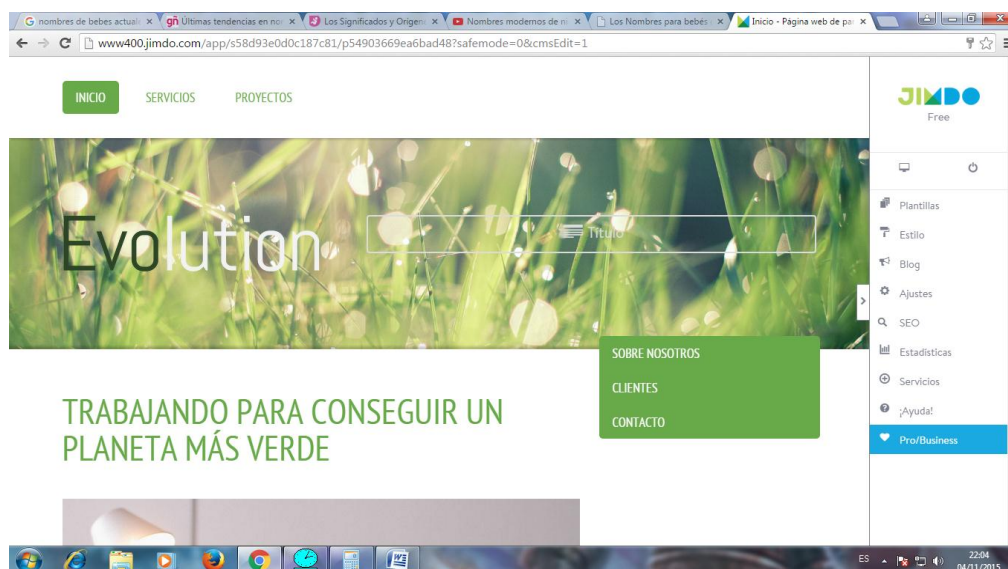 nombres de bebes actual
gn Últimas tendencias en nor
Los Significados y Origen
Nombres modernos de ni
Los Nombres para bebés
Inicio - Página web de pa
www400.jimdo.com/app/s58d93e0d0c187c81/p54903669ea6bad48?safemode=0&cmsEdit=1
INICIO SERVICIOS PROYECTOS
Evolution
Título
SOBRE NOSOTROS
CLIENTES
CONTACTO
TRABAJANDO PARA CONSEGUIR UN
PLANETA MÁS VERDE
JIMDO
Free
Plantillas
Estilo
Blog
Ajustes
SEO
Estadísticas
Servicios
¡Ayuda!
Pro/Business
ES
22:04
04/11/2015